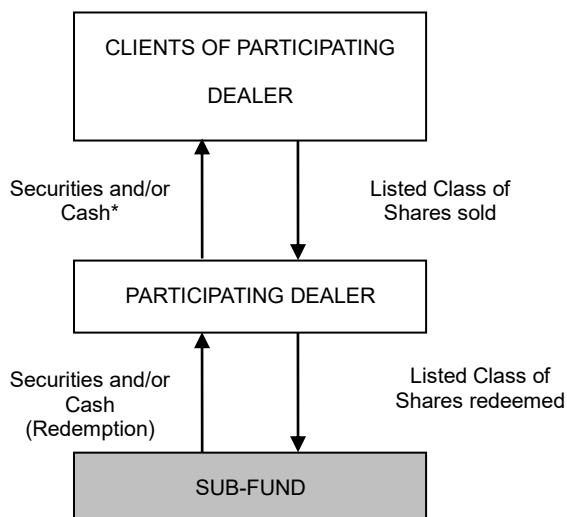 CLIENTS OF PARTICIPATING
DEALER
Securities and/or
Cash*
Listed Class of
Shares sold
PARTICIPATING DEALER
Securities and/or
Cash
(Redemption)
Listed Class of
Shares redeemed
SUB-FUND